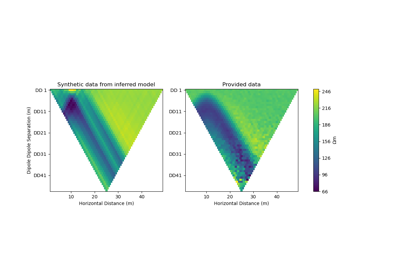 Synthetic data from inferred model
Provided data
Dipole Dipole Separation (m)
DD 1
DD11
DD21
DD31
DD41
10
20
30
40
Horizontal Distance (m)
DD 1
DD11
DD21
DD31
DD41
10
20
30
40
Horizontal Distance (m)
246
216
186
156
126
96
66
Ωm